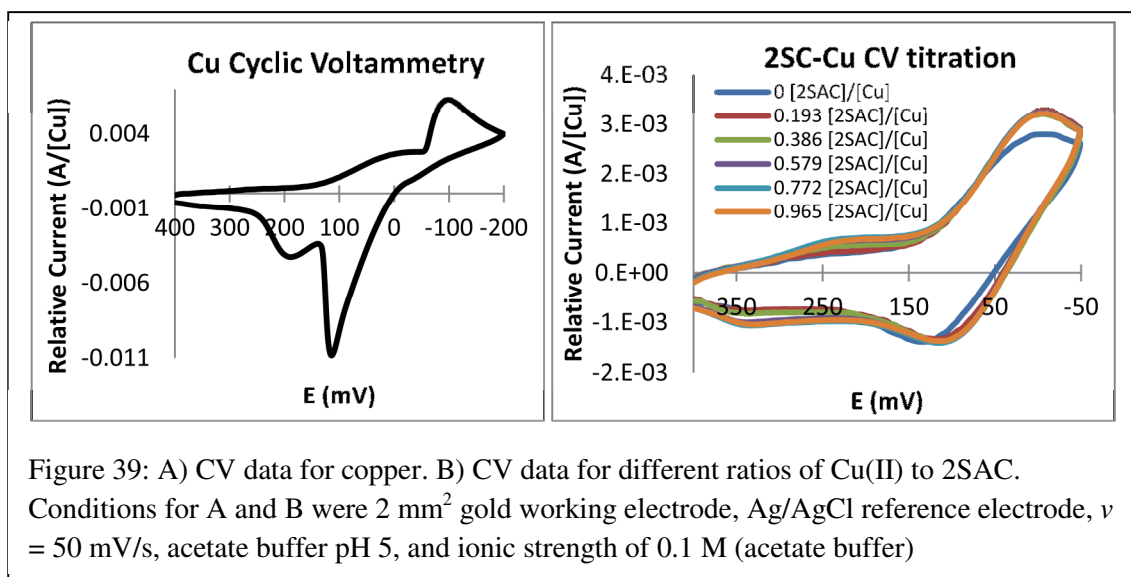 Cu Cyclic Voltammetry
Relative Current (A/[Cu])
0.004
-0.001
-0.006
-0.011
400 300 200 100 0 -100 -200
E (mV)
2SC-Cu CV titration
Relative Current (A/[Cu])
4.E-03
3.E-03
2.E-03
1.E-03
0.E+00
-1.E-03
-2.E-03
0 [2SAC]/[Cu]
0.193 [2SAC]/[Cu]
0.386 [2SAC]/[Cu]
0.579 [2SAC]/[Cu]
0.772 [2SAC]/[Cu]
0.965 [2SAC]/[Cu]
350 250 150 50 -50
E (mV)
Figure 39: A) CV data for copper. B) CV data for different ratios of Cu(II) to 2SAC.
Conditions for A and B were 2 mm² gold working electrode, Ag/AgCl reference electrode, v
= 50 mV/s, acetate buffer pH 5, and ionic strength of 0.1 M (acetate buffer)